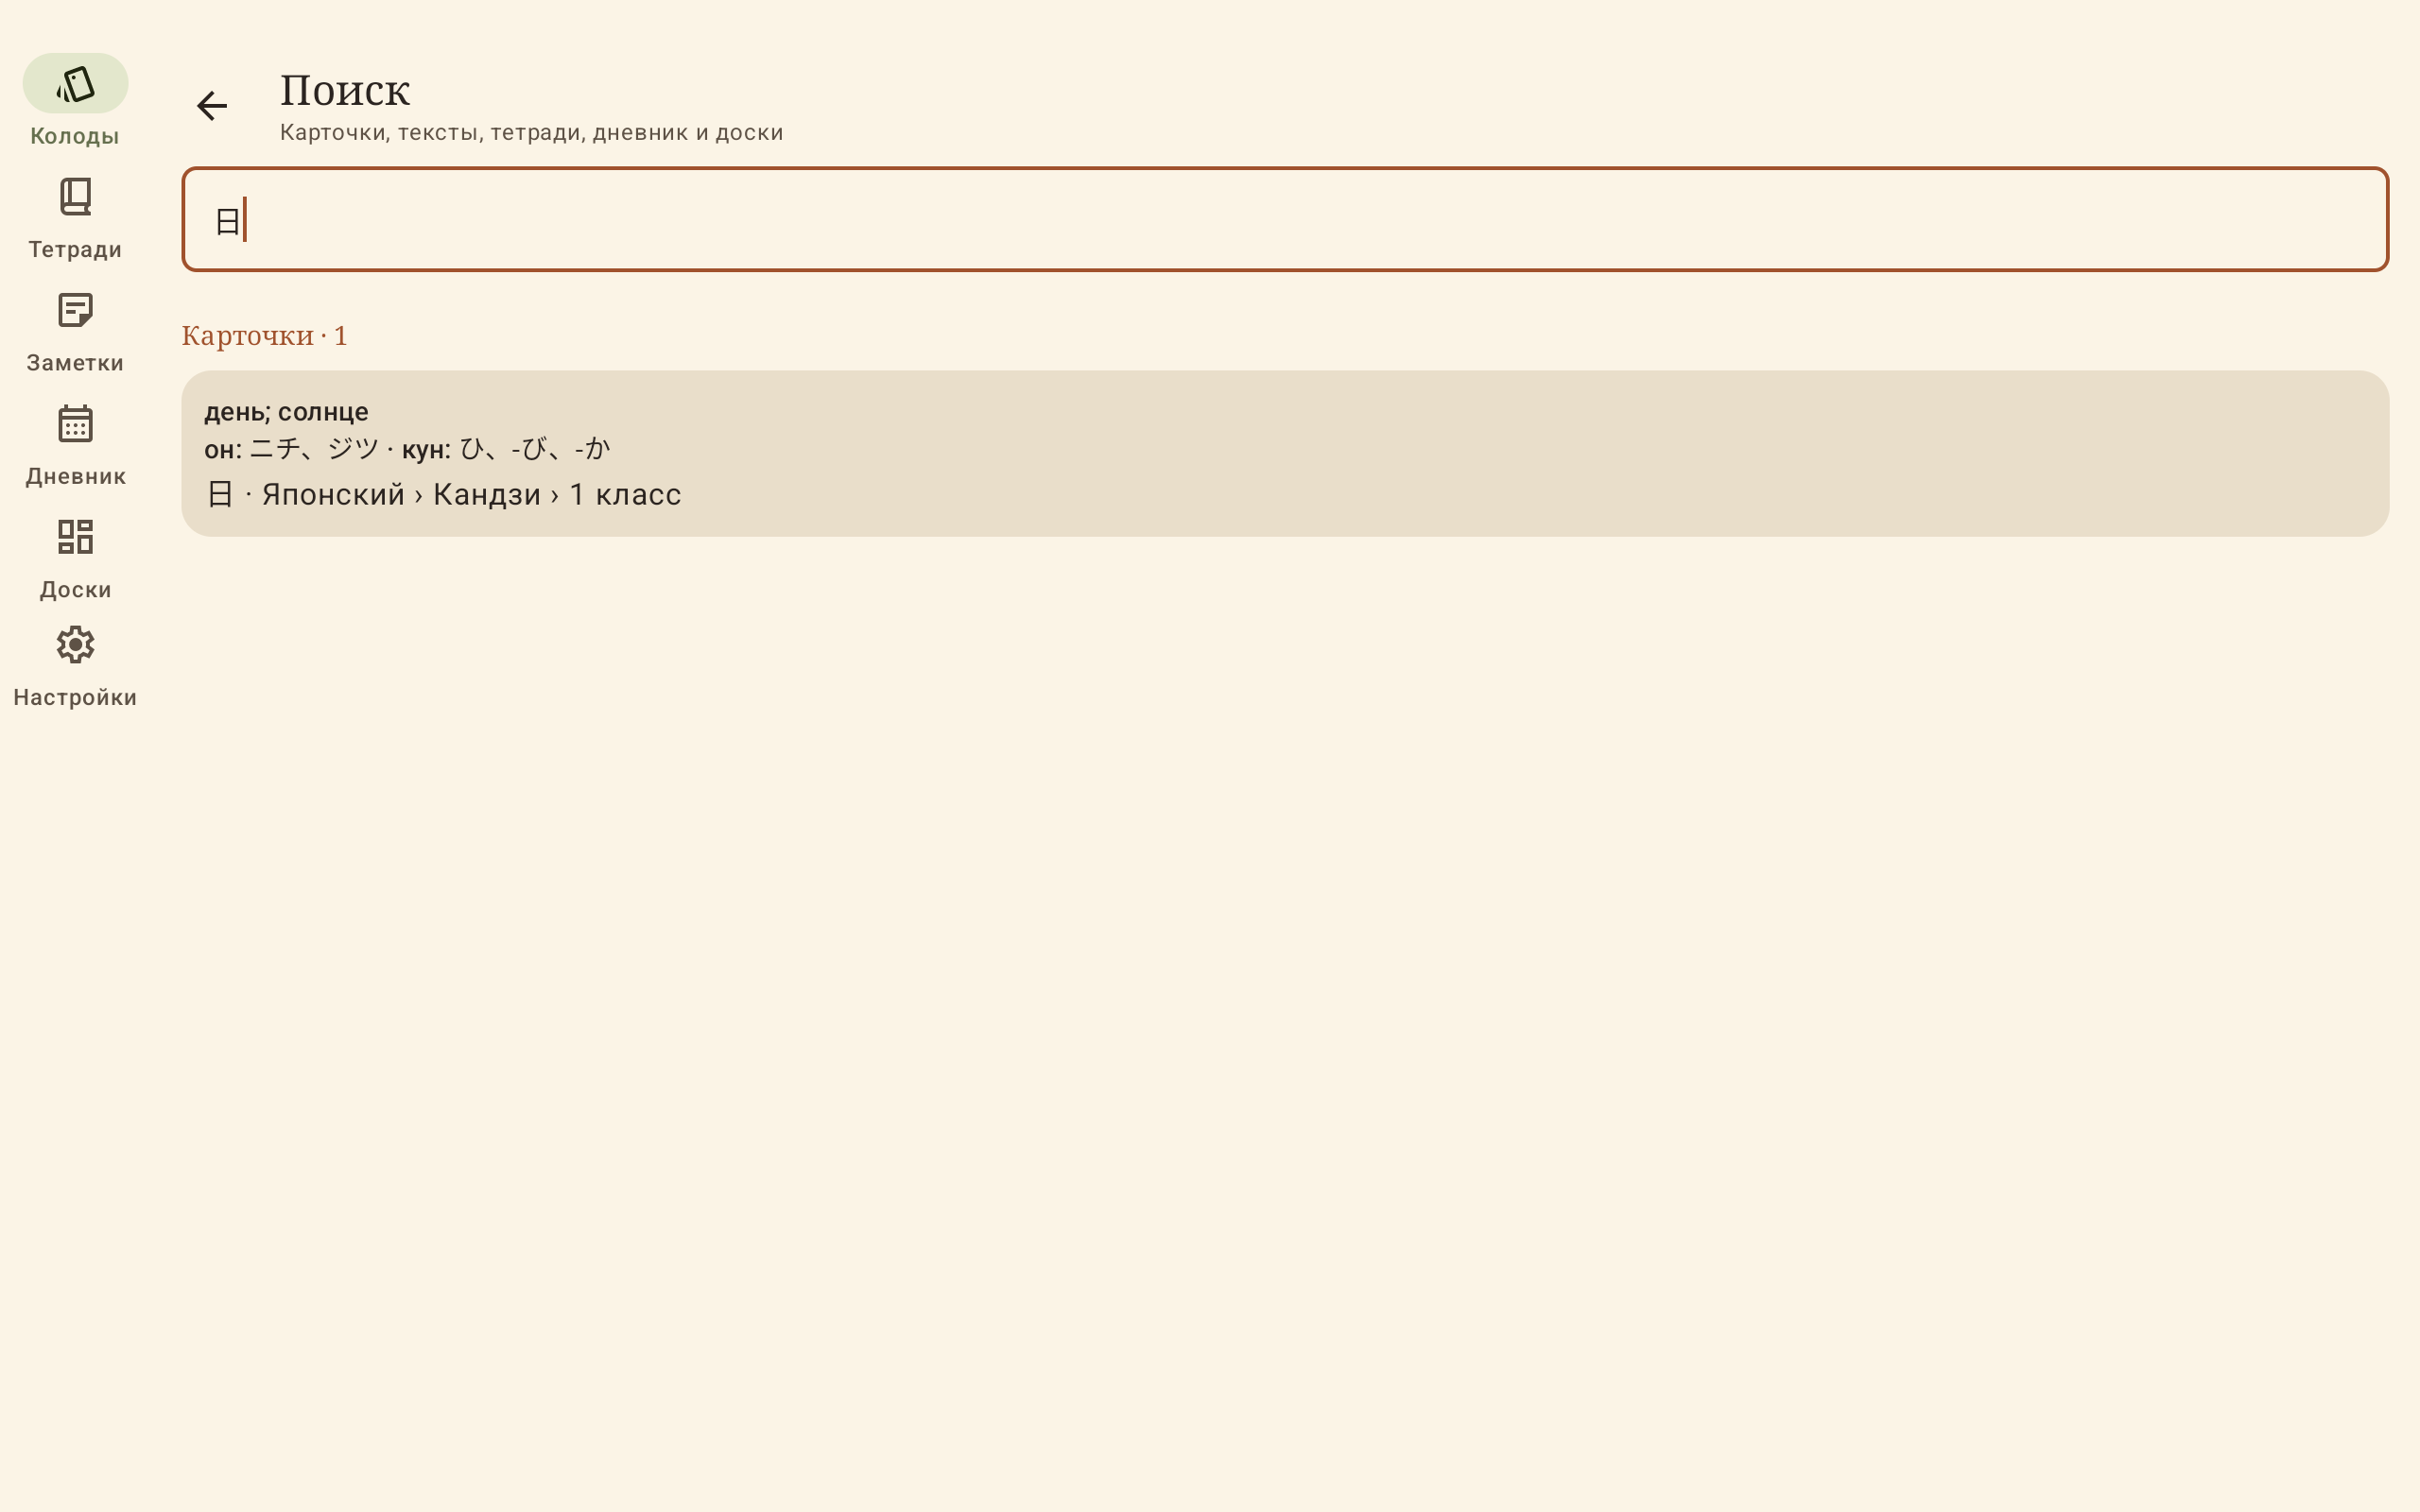 Колоды
Тетради
Заметки
Дневник
Доски
Настройки
Поиск
Карточки, тексты, тетради, дневник и доски
日
Карточки · 1
день; солнце
он: ニチ、ジツ · кун: ひ、-び、-か
日 · Японский › Кандзи › 1 класс